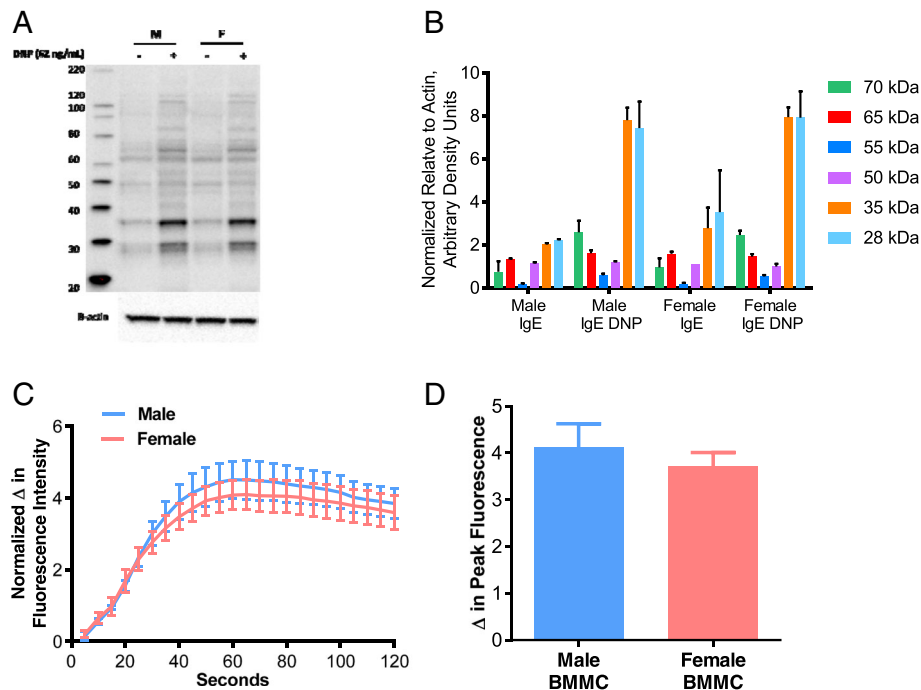 A
M F
DNP (62 ng/mL) - + - +
220
120
100
80
60
50
40
30
20
B-actin
B
Normalized Relatve to Actin,
Arbitrary Density Units
10
8
6
4
2
0
Male
IgE
Male
IgE DNP
Female
IgE
Female
IgE DNP
70 kDa
65 kDa
55 kDa
50 kDa
35 kDa
28 kDa
C
Male
Female
Normalized Δ in
Fluorescence Intensity
6
4
2
0
0 20 40 60 80 100 120
Seconds
D
Δ in Peak Fluorescence
5
4
3
2
1
0
Male
BMMC
Female
BMMC